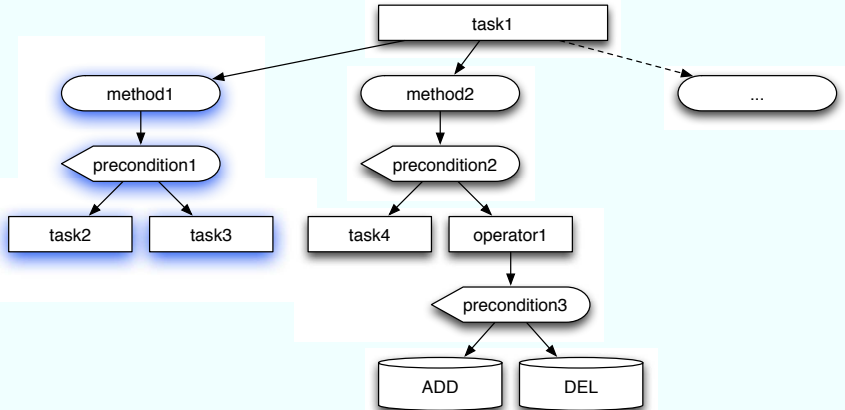 task1
method1
method2
...
precondition1
precondition2
task2
task3
task4
operator1
precondition3
ADD
DEL